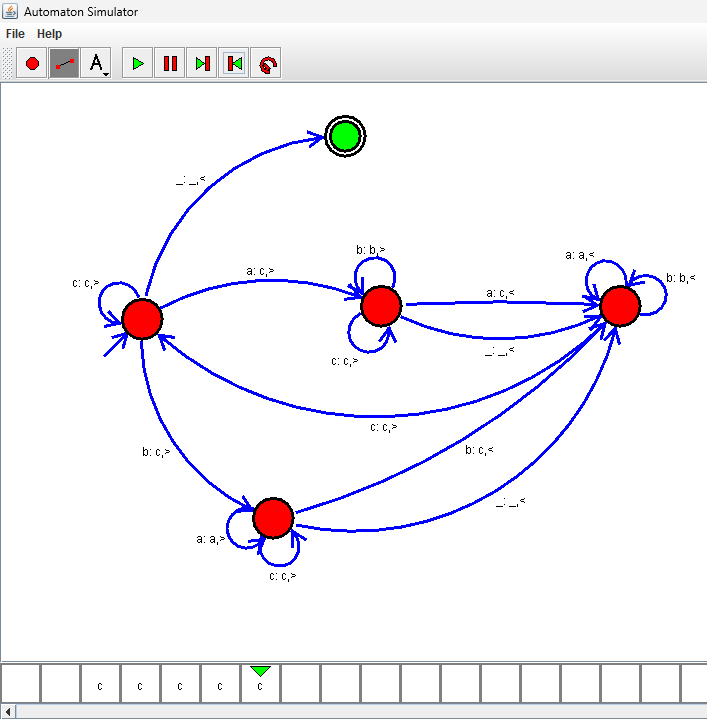 Automaton Simulator
File Help
A
_: _,<
b: b,>
a: a,<
c: c,>
a: c,>
b: b,<
a: c,<
_: _,<
c: c,>
c: c,>
b: c,>
b: c,<
_: _,<
a: a,>
c: c,>
c c c c c